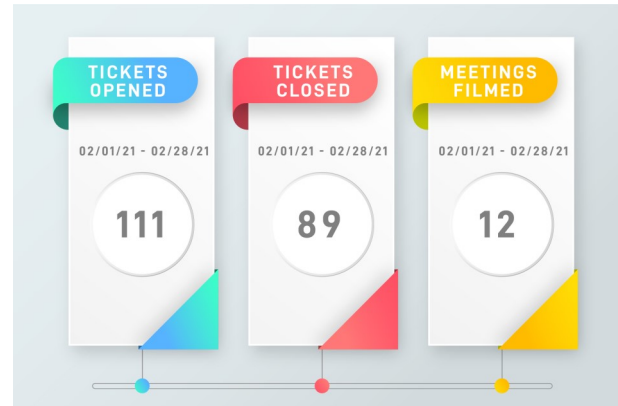 TICKETS
OPENED
02/01/21 - 02/28/21
111
TICKETS
CLOSED
02/01/21 - 02/28/21
89
MEETINGS
FILMED
02/01/21 - 02/28/21
12